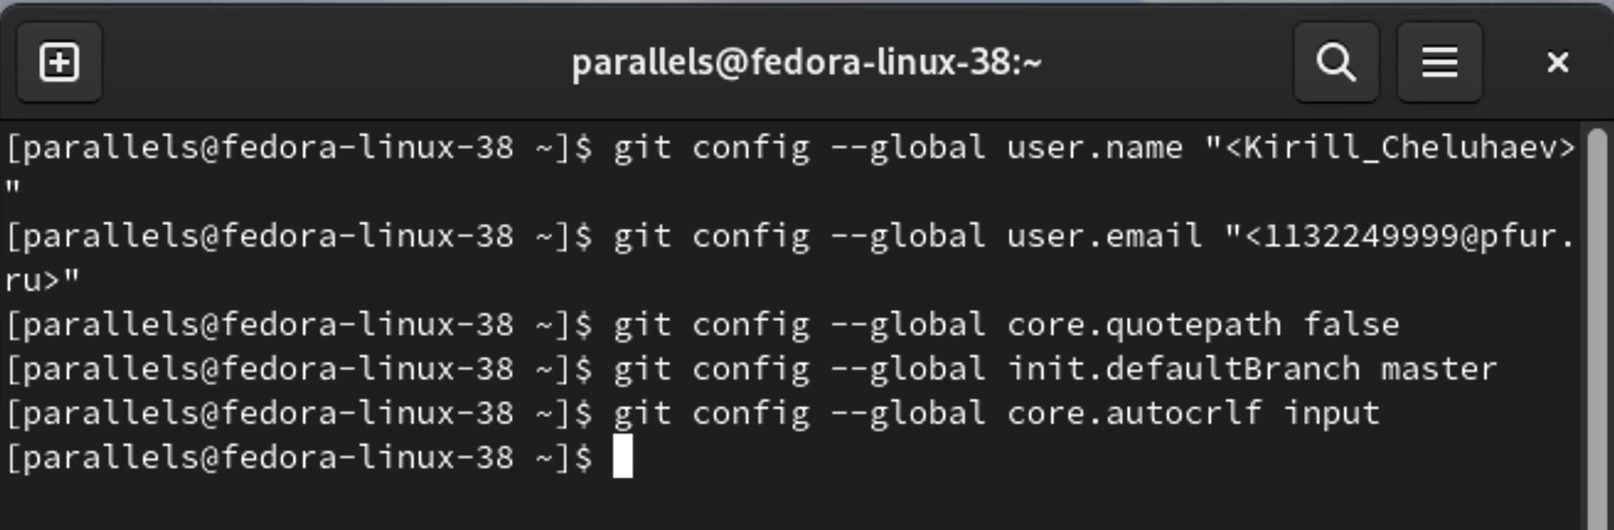 parallels@fedora-linux-38:~
[parallels@fedora-linux-38 ~]$ git config --global user.name "<Kirill_Cheluhaev>
"
[parallels@fedora-linux-38 ~]$ git config --global user.email "<1132249999@pfur.
ru>"
[parallels@fedora-linux-38 ~]$ git config --global core.quotepath false
[parallels@fedora-linux-38 ~]$ git config --global init.defaultBranch master
[parallels@fedora-linux-38 ~]$ git config --global core.autocrlf input
[parallels@fedora-linux-38 ~]$